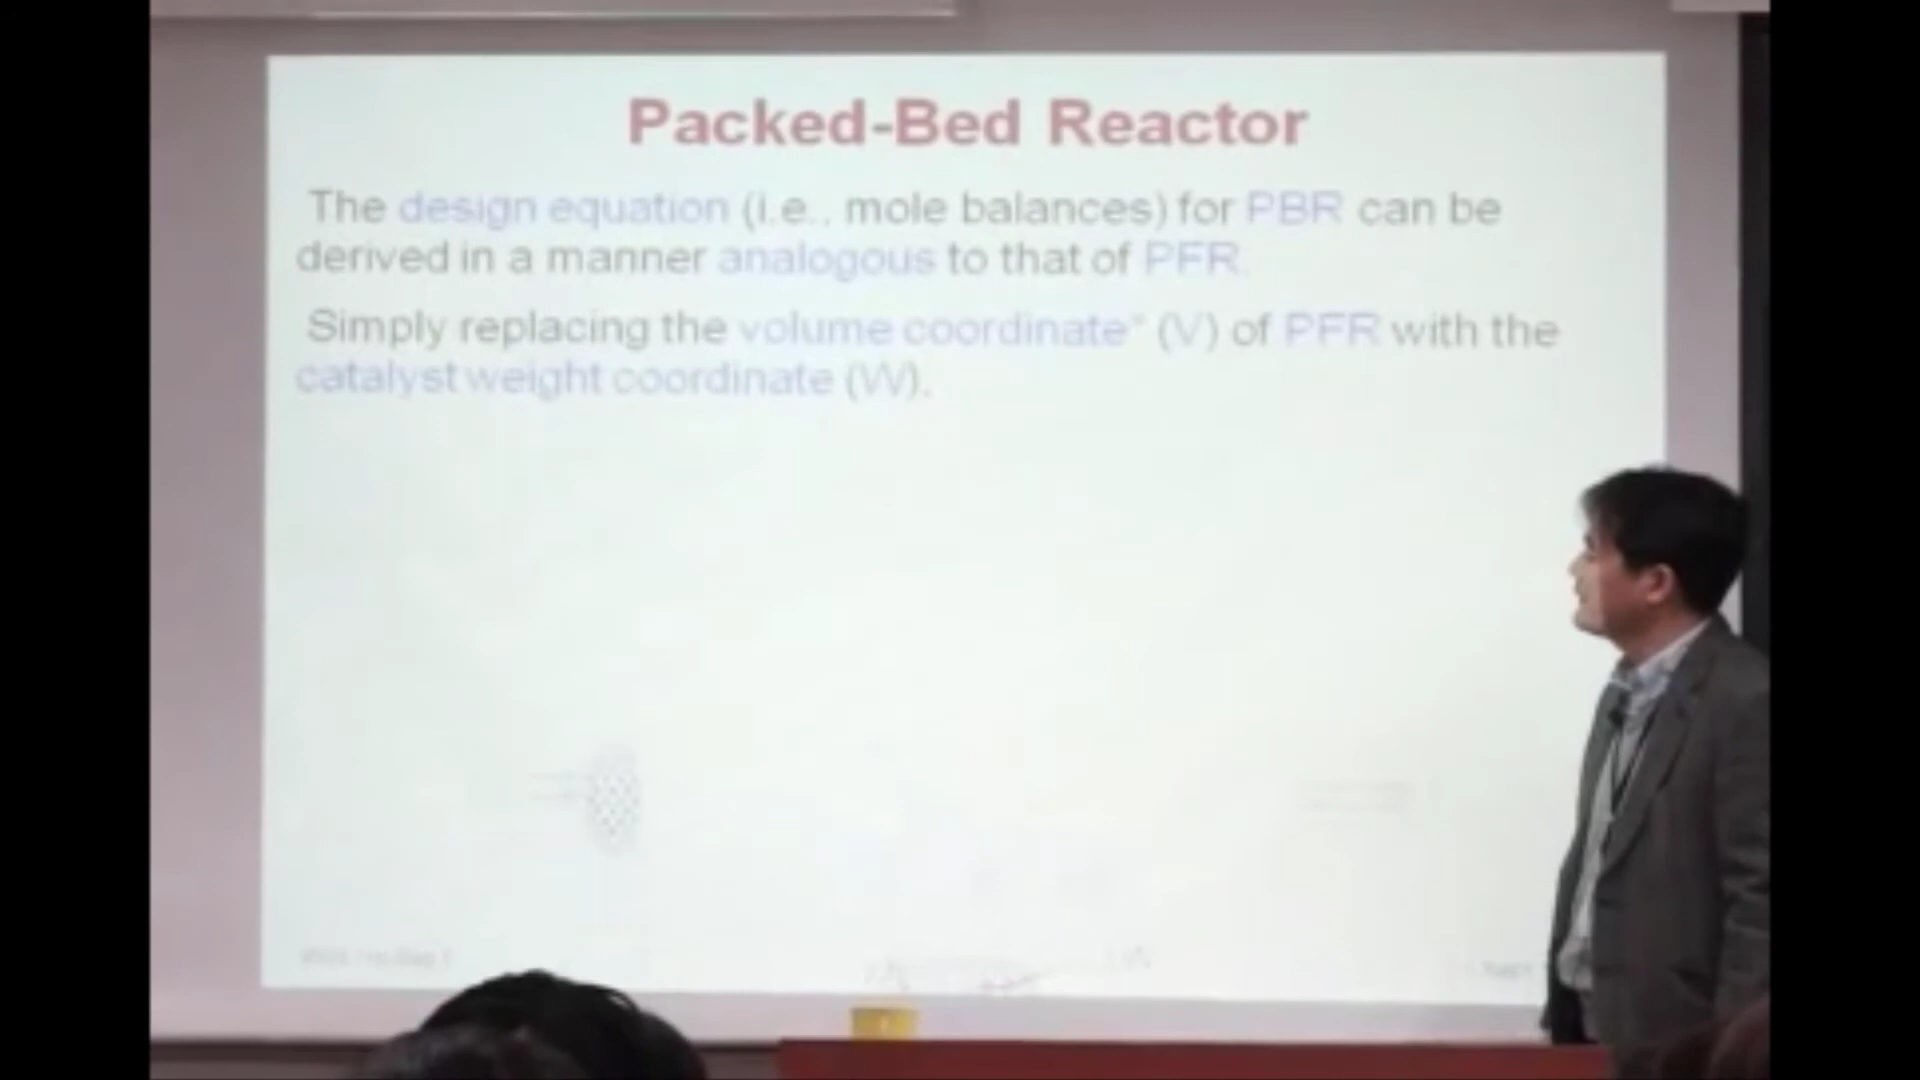 Packed-Bed Reactor
The design equation (i.e., mole balances) for PBR can be
derived in a manner analogous to that of PFR.
Simply replacing the volume coordinate" (V) of PFR with the
catalyst weight coordinate (W).